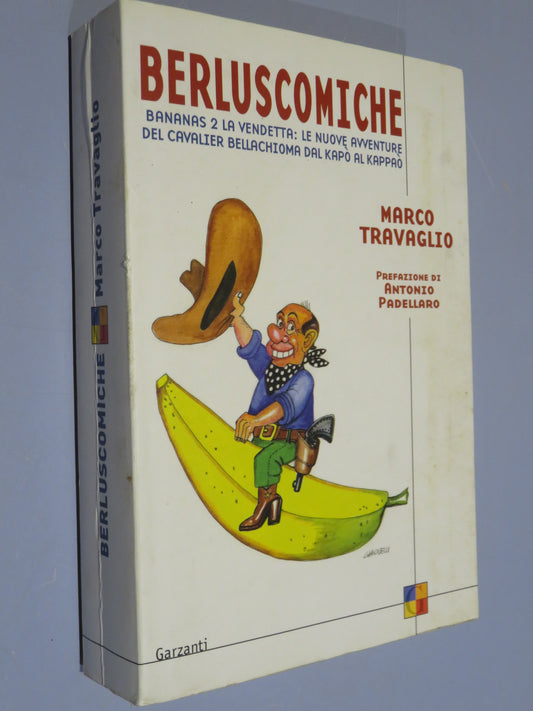 BERLUSCOMICHE
BANANAS 2 LA VENDETTA: LE NUOVE AVVENTURE
DEL CAVALIER BELLACHIOMA DAL KAPÒ AL KAPPAÒ
MARCO
TRAVAGLIO
PREFAZIONE DI
ANTONIO
PADELLARO
Garzanti
G
BERLUSCOMICHE Marco Travaglio